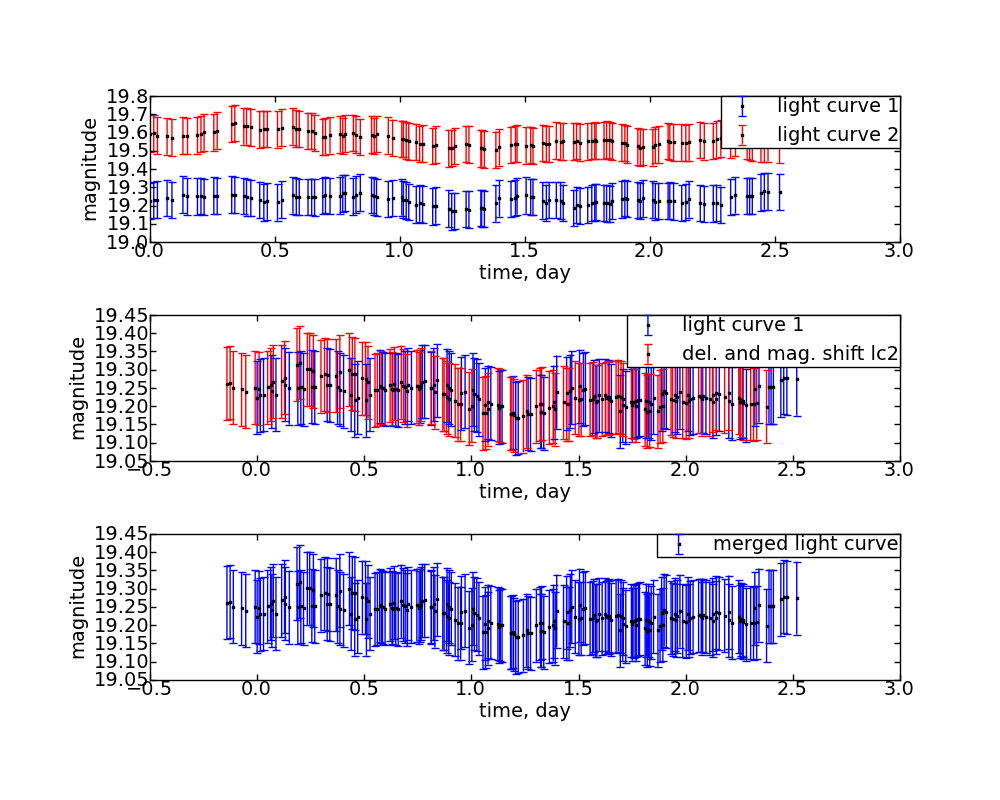 19.8
19.7
19.6
19.5
19.4
19.3
19.2
19.1
19.0
magnitude
light curve 1
light curve 2
0.0 0.5 1.0 1.5 2.0 2.5 3.0
time, day
19.45
19.40
19.35
19.30
19.25
19.20
19.15
19.10
19.05
magnitude
light curve 1
del. and mag. shift lc2
−0.5 0.0 0.5 1.0 1.5 2.0 2.5 3.0
time, day
19.45
19.40
19.35
19.30
19.25
19.20
19.15
19.10
19.05
magnitude
merged light curve
−0.5 0.0 0.5 1.0 1.5 2.0 2.5 3.0
time, day